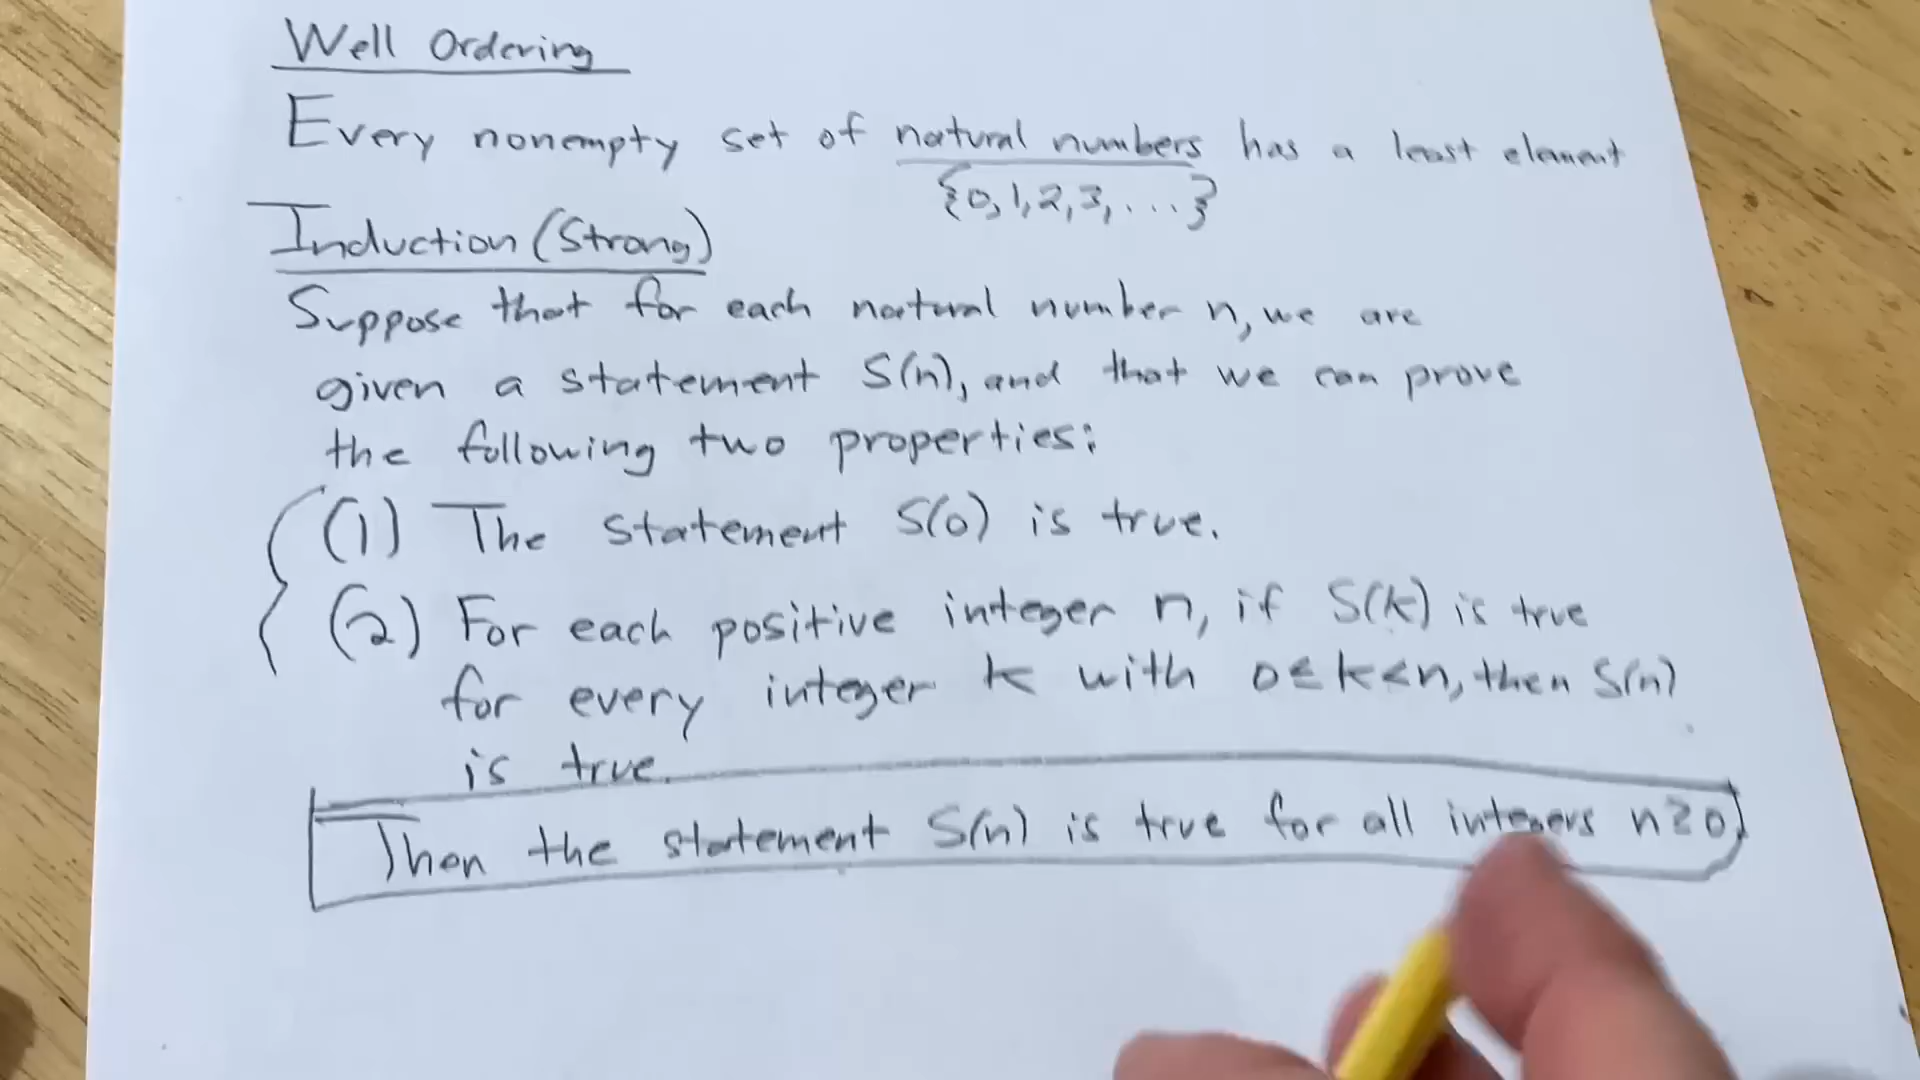 Well Ordering
Every nonempty set of natural numbers has a least element
{0,1,2,3,...}
Induction (Strong)
Suppose that for each natural number n, we are
given a statement S(n), and that we can prove
the following two properties:
(1) The statement S(0) is true.
(2) For each positive integer n, if S(k) is true
for every integer k with 0≤k<n, then S(n)
is true.
Then the statement S(n) is true for all integers n≥0